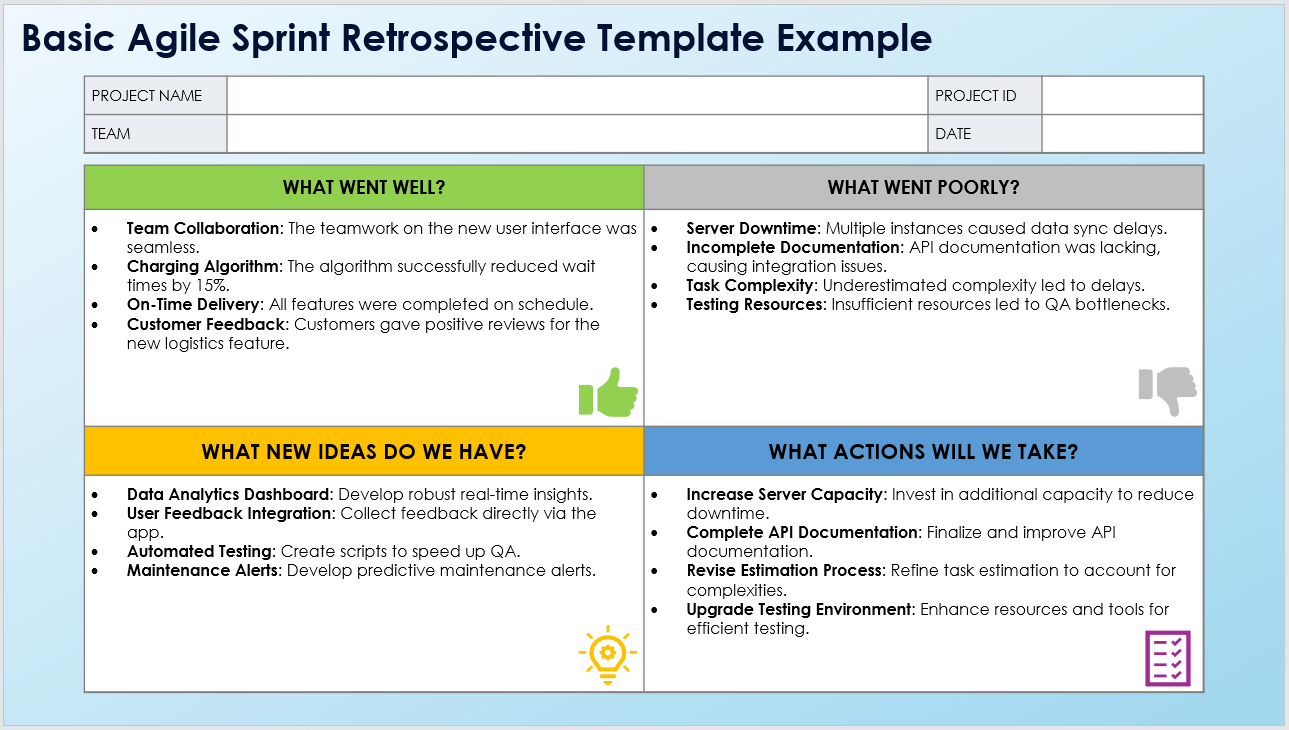 Basic Agile Sprint Retrospective Template Example
PROJECT NAME
PROJECT ID
TEAM
DATE
WHAT WENT WELL?
• Team Collaboration: The teamwork on the new user interface was
seamless.
• Charging Algorithm: The algorithm successfully reduced wait
times by 15%.
• On-Time Delivery: All features were completed on schedule.
• Customer Feedback: Customers gave positive reviews for the
new logistics feature.
WHAT WENT POORLY?
• Server Downtime: Multiple instances caused data sync delays.
• Incomplete Documentation: API documentation was lacking,
causing integration issues.
• Task Complexity: Underestimated complexity led to delays.
• Testing Resources: Insufficient resources led to QA bottlenecks.
WHAT NEW IDEAS DO WE HAVE?
• Data Analytics Dashboard: Develop robust real-time insights.
• User Feedback Integration: Collect feedback directly via the
app.
• Automated Testing: Create scripts to speed up QA.
• Maintenance Alerts: Develop predictive maintenance alerts.
WHAT ACTIONS WILL WE TAKE?
• Increase Server Capacity: Invest in additional capacity to reduce
downtime.
• Complete API Documentation: Finalize and improve API
documentation.
• Revise Estimation Process: Refine task estimation to account for
complexities.
• Upgrade Testing Environment: Enhance resources and tools for
efficient testing.